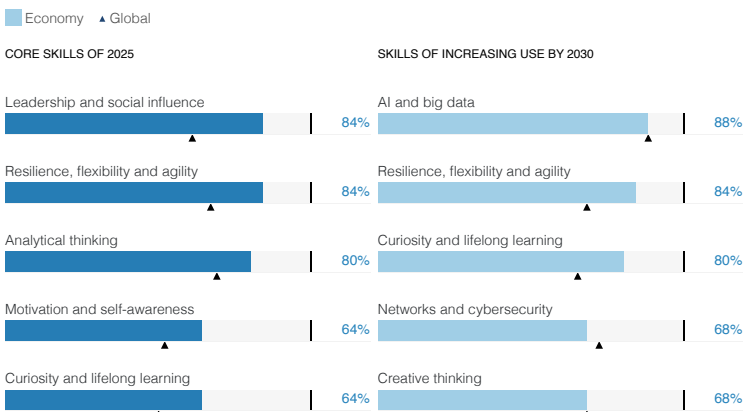 Economy Global
CORE SKILLS OF 2025
Leadership and social influence
84%
Resilience, flexibility and agility
84%
Analytical thinking
80%
Motivation and self-awareness
64%
Curiosity and lifelong learning
64%
SKILLS OF INCREASING USE BY 2030
AI and big data
88%
Resilience, flexibility and agility
84%
Curiosity and lifelong learning
80%
Networks and cybersecurity
68%
Creative thinking
68%